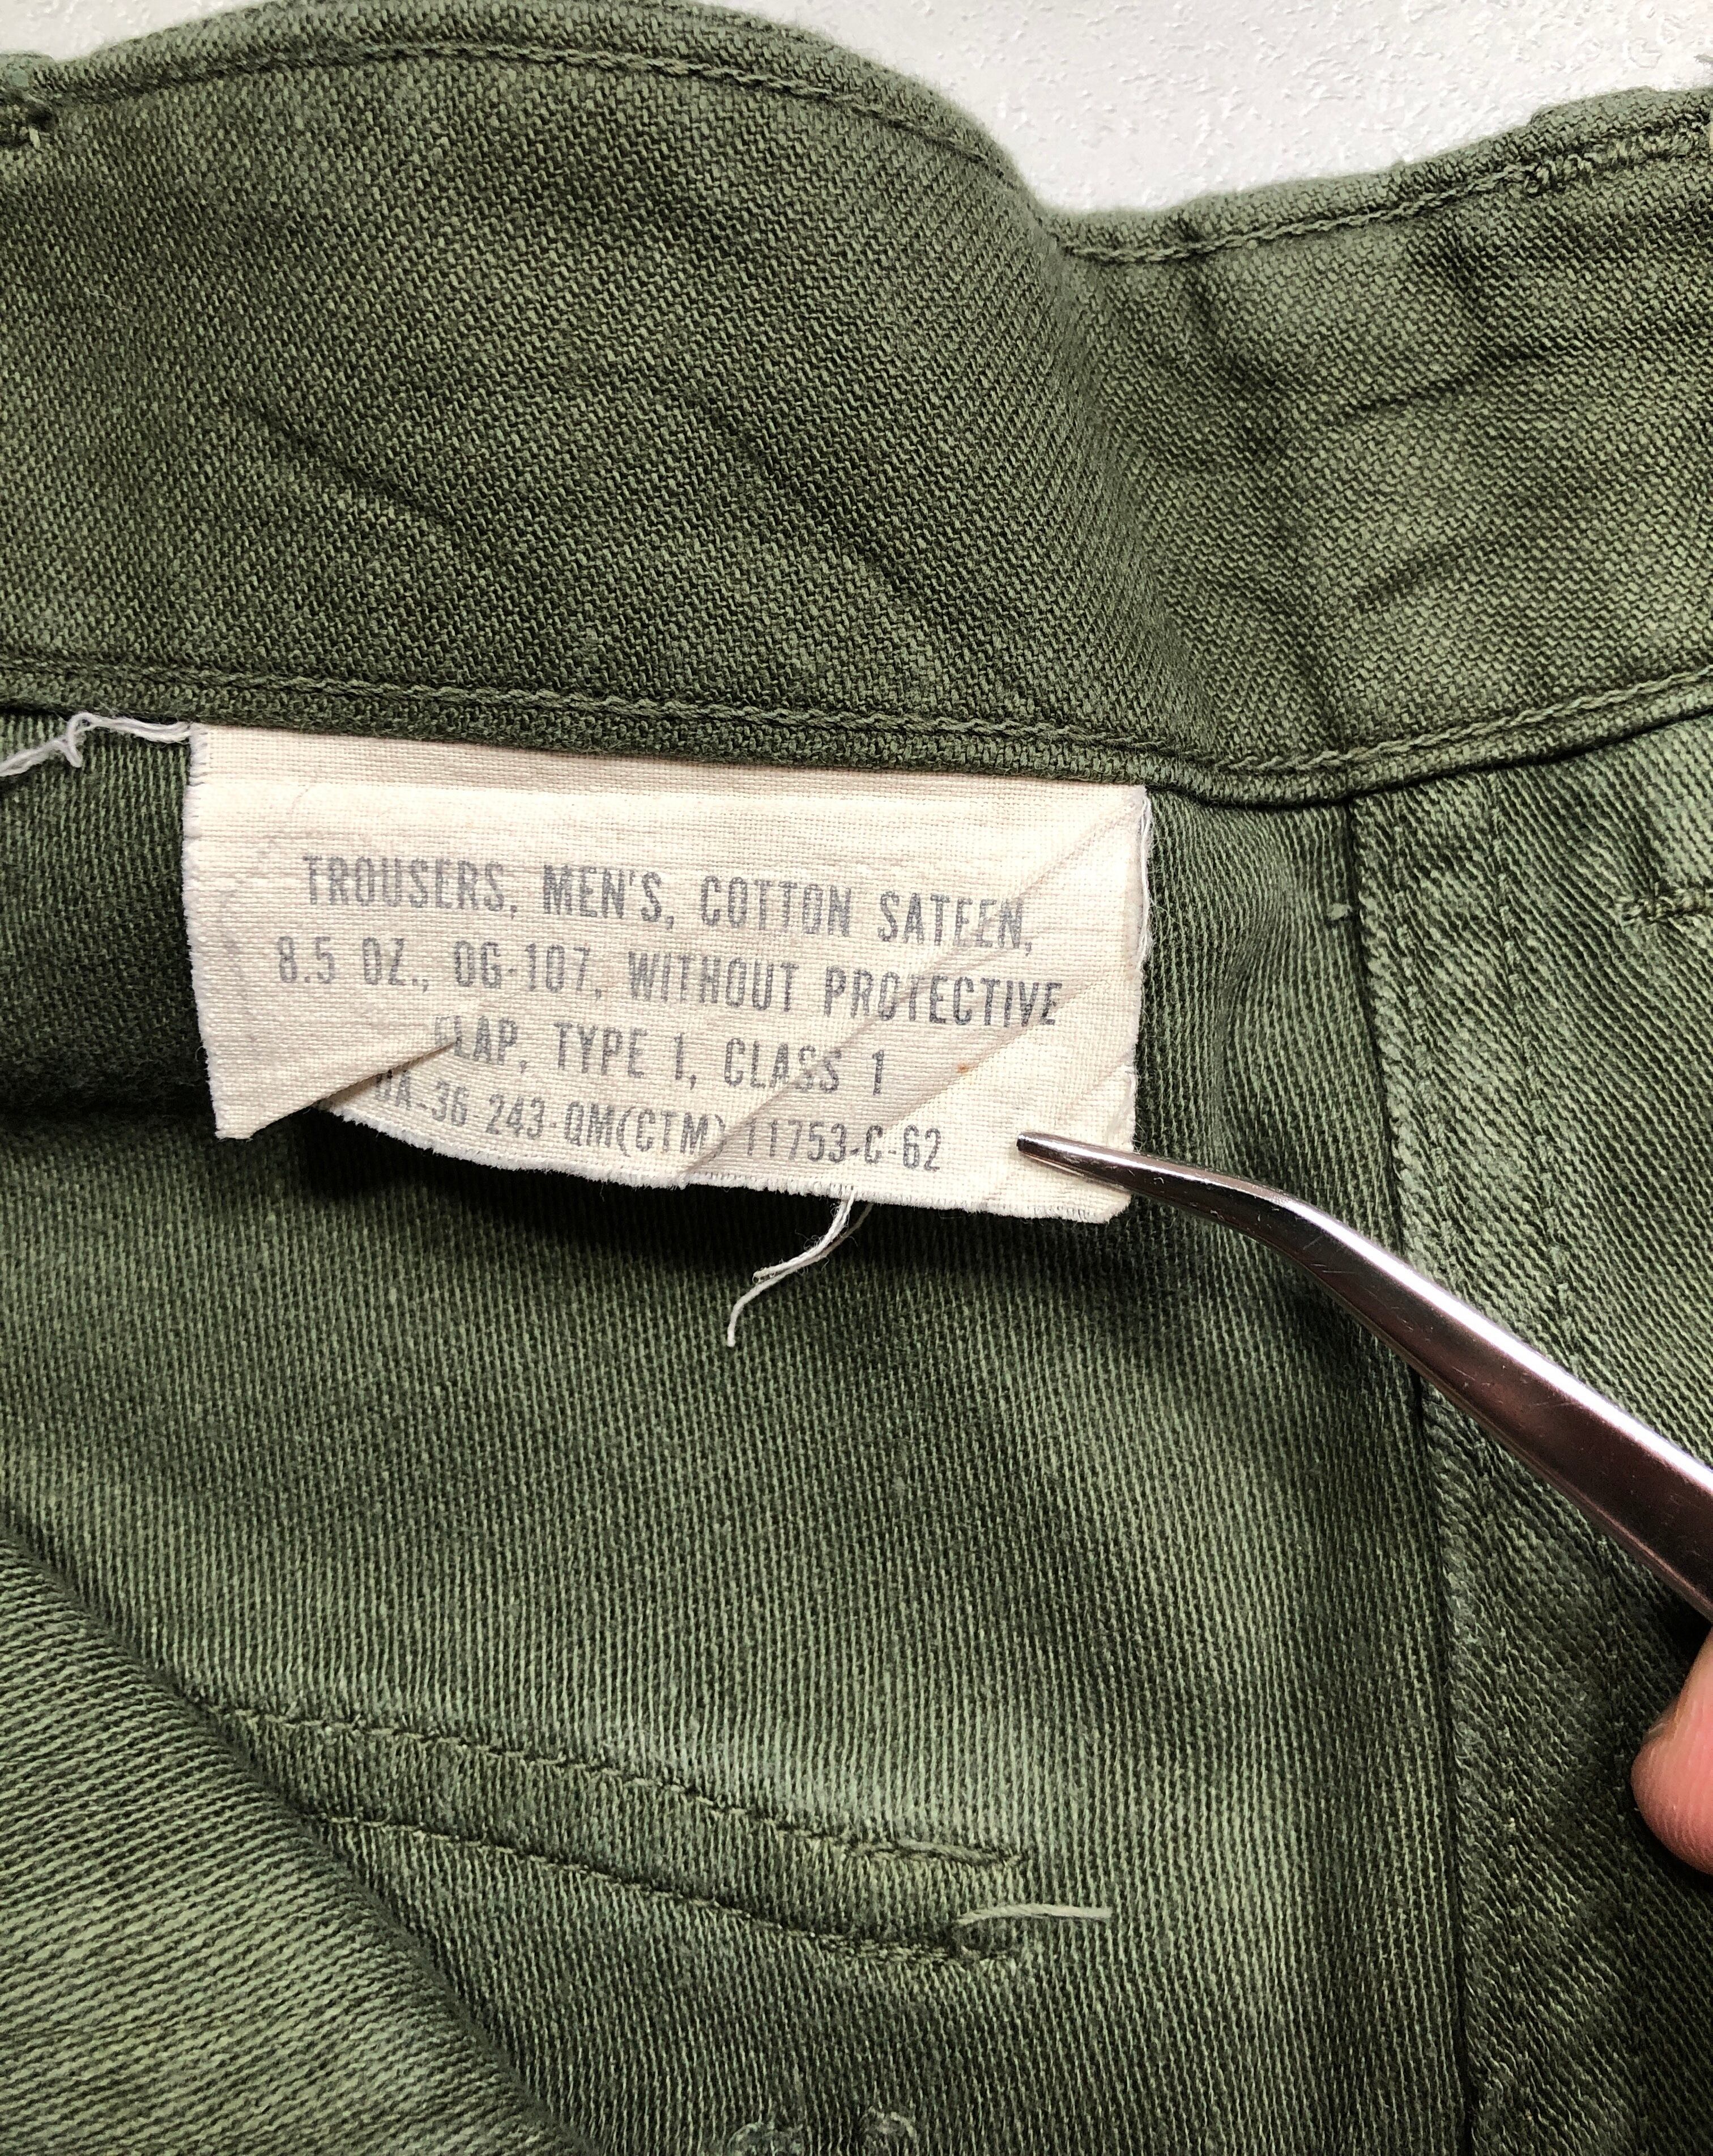 TROUSERS, MEN'S, COTTON SATEEN,
8.5 OZ., OG-107, WITHOUT PROTECTIVE
FLAP, TYPE 1, CLASS 1
DA-36-243-QM(CTM) 11753-C-62